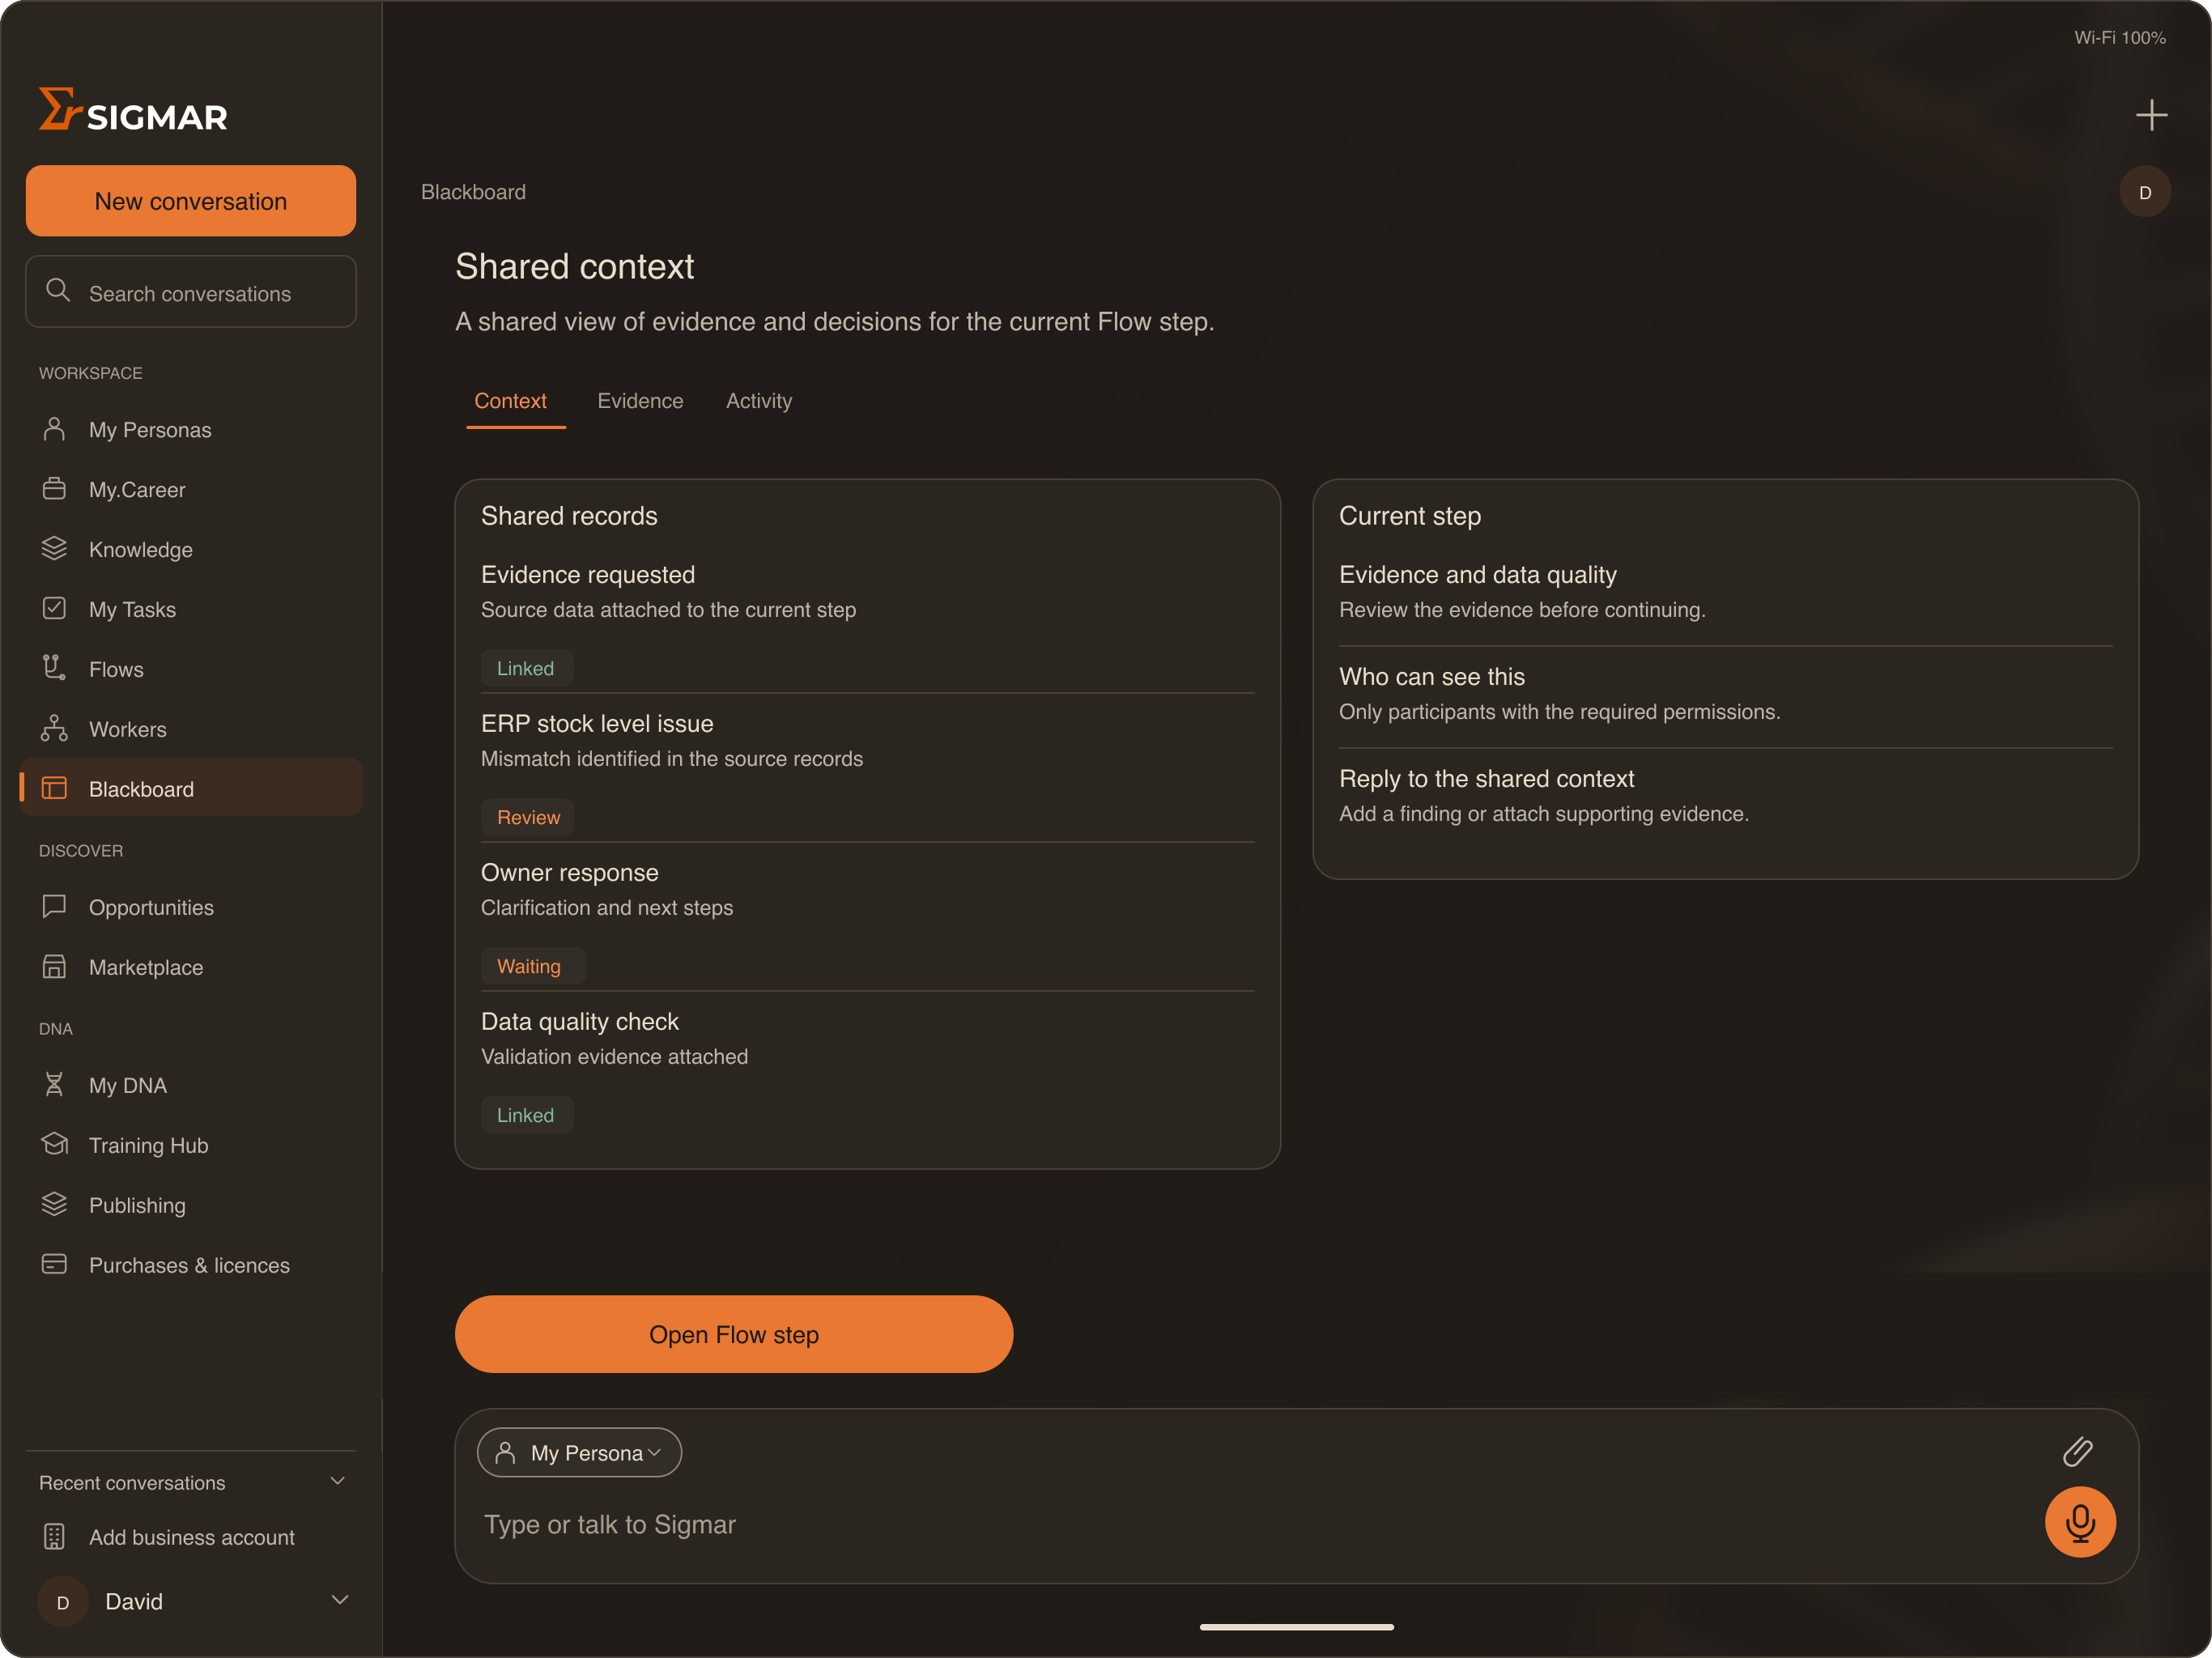 Wi-Fi 100%
Σr SIGMAR
New conversation
Search conversations
WORKSPACE
My Personas
My.Career
Knowledge
My Tasks
Flows
Workers
Blackboard
DISCOVER
Opportunities
Marketplace
DNA
My DNA
Training Hub
Publishing
Purchases & licences
Recent conversations
Add business account
D
David
Blackboard
D
Shared context
A shared view of evidence and decisions for the current Flow step.
Context
Evidence
Activity
Shared records
Evidence requested
Source data attached to the current step
Linked
ERP stock level issue
Mismatch identified in the source records
Review
Owner response
Clarification and next steps
Waiting
Data quality check
Validation evidence attached
Linked
Current step
Evidence and data quality
Review the evidence before continuing.
Who can see this
Only participants with the required permissions.
Reply to the shared context
Add a finding or attach supporting evidence.
Open Flow step
My Persona
Type or talk to Sigmar